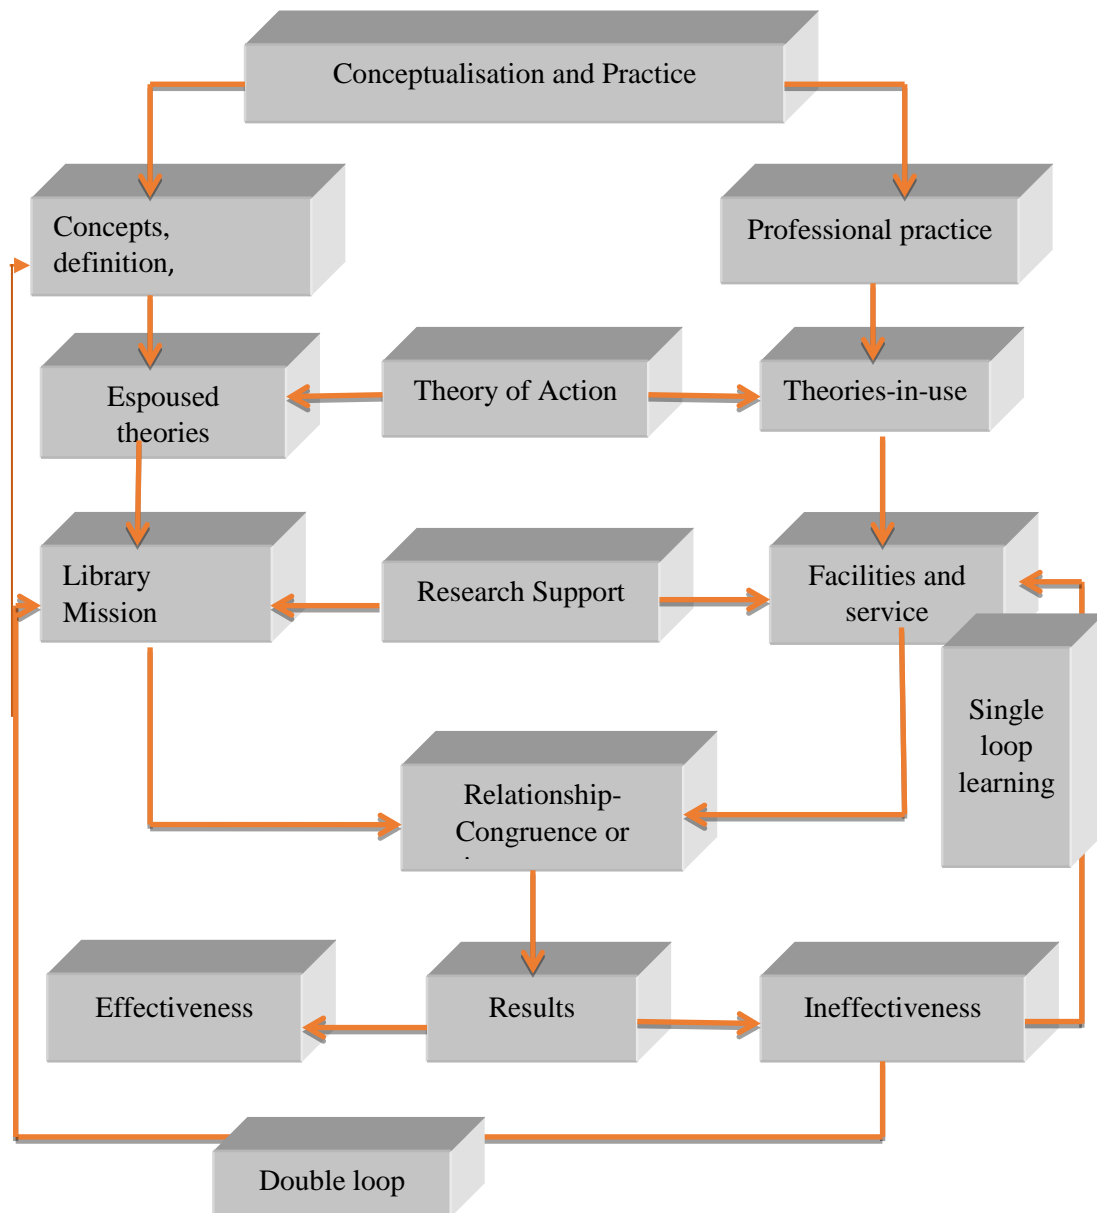 Conceptualisation and Practice
Concepts,
definition,
Professional practice
Espoused
theories
Theory of Action
Theories-in-use
Library
Mission
Research Support
Facilities and
service
Single
loop
learning
Relationship-
Congruence or
Effectiveness
Results
Ineffectiveness
Double loop